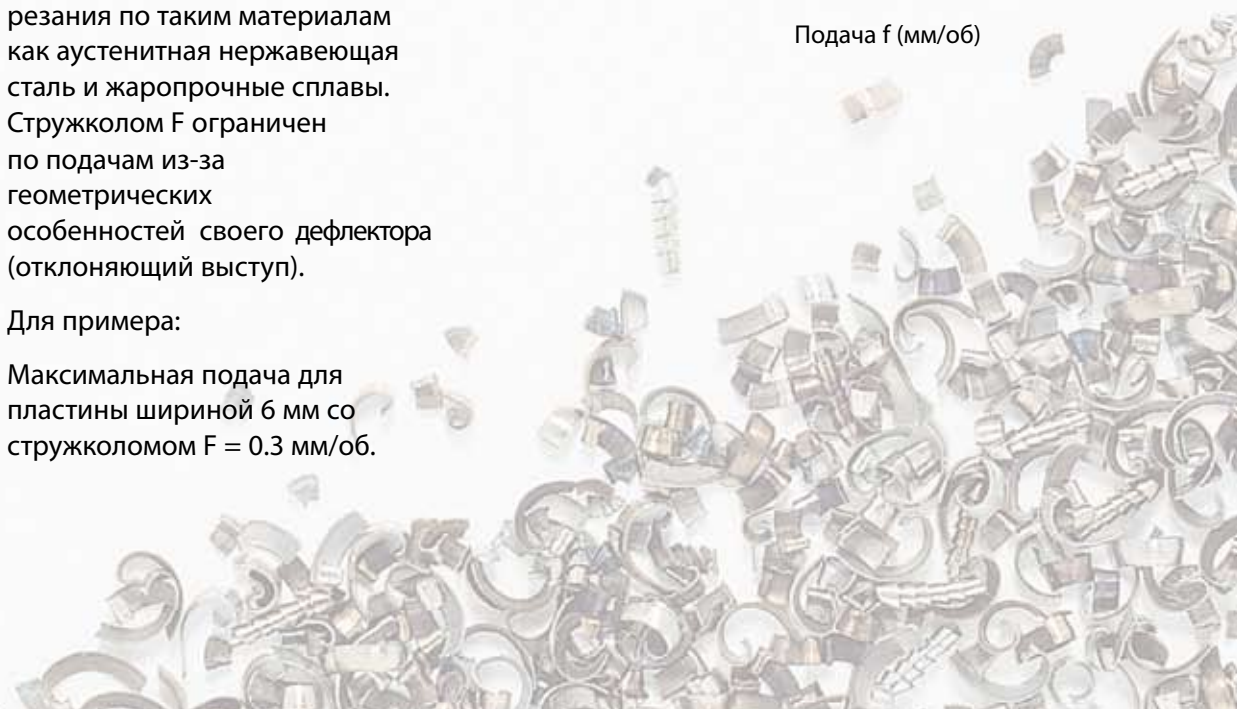 резания по таким материалам
как аустенитная нержавеющая
сталь и жаропрочные сплавы.
Стружколом F ограничен
по подачам из-за
геометрических
особенностей своего дефлектора
(отклоняющий выступ).
Для примера:
Максимальная подача для
пластины шириной 6 мм со
стружколомом F = 0.3 мм/об.
Подача f (мм/об)